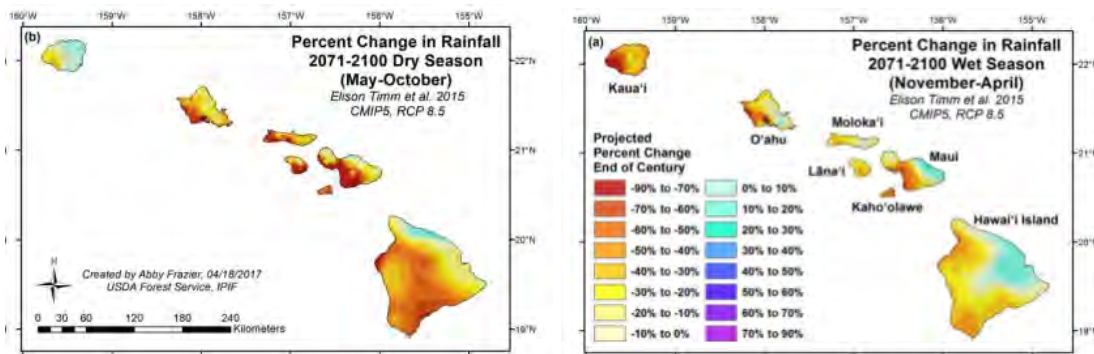 160°W 159°W 158°W 157°W 156°W 155°W
(b)
Percent Change in Rainfall
2071-2100 Dry Season
(May-October)
Elison Timm et al. 2015
CMIP5, RCP 8.5
22°N
21°N
20°N
19°N
N
Created by Abby Frazier, 04/18/2017
USDA Forest Service, IPIF
0 15 30 60 120 180 240
Kilometers
160°W 159°W 158°W 157°W 156°W 155°W
(a)
Percent Change in Rainfall
2071-2100 Wet Season
(November-April)
Elison Timm et al. 2015
CMIP5, RCP 8.5
22°N
21°N
20°N
19°N
Kaua'i
O'ahu
Moloka'i
Lāna'i
Maui
Kaho'olawe
Hawai'i Island
Projected
Percent Change
End of Century
-90% to -70%
-70% to -60%
-60% to -50%
-50% to -40%
-40% to -30%
-30% to -20%
-20% to -10%
-10% to 0%
0% to 10%
10% to 20%
20% to 30%
30% to 40%
40% to 50%
50% to 60%
60% to 70%
70% to 90%